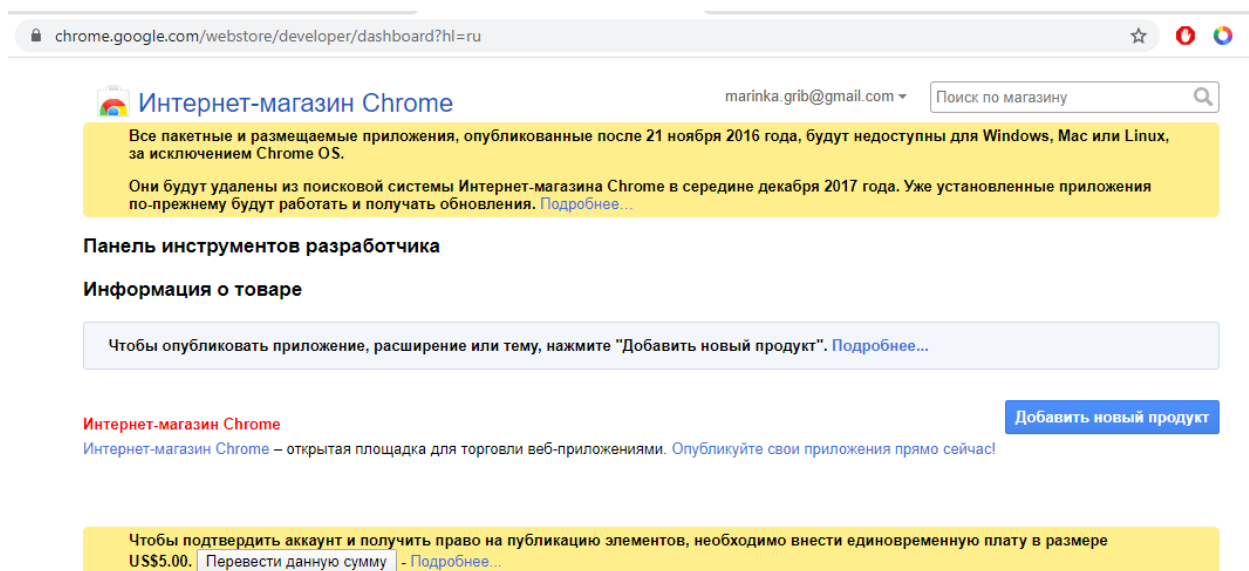 chrome.google.com/webstore/developer/dashboard?hl=ru
Интернет-магазин Chrome
marinka.grib@gmail.com
Поиск по магазину
Все пакетные и размещаемые приложения, опубликованные после 21 ноября 2016 года, будут недоступны для Windows, Mac или Linux,
за исключением Chrome OS.
Они будут удалены из поисковой системы Интернет-магазина Chrome в середине декабря 2017 года. Уже установленные приложения
по-прежнему будут работать и получать обновления. Подробнее...
Панель инструментов разработчика
Информация о товаре
Чтобы опубликовать приложение, расширение или тему, нажмите "Добавить новый продукт". Подробнее...
Добавить новый продукт
Интернет-магазин Chrome
Интернет-магазин Chrome – открытая площадка для торговли веб-приложениями. Опубликуйте свои приложения прямо сейчас!
Чтобы подтвердить аккаунт и получить право на публикацию элементов, необходимо внести единовременную плату в размере
US$5.00. Перевести данную сумму - Подробнее...